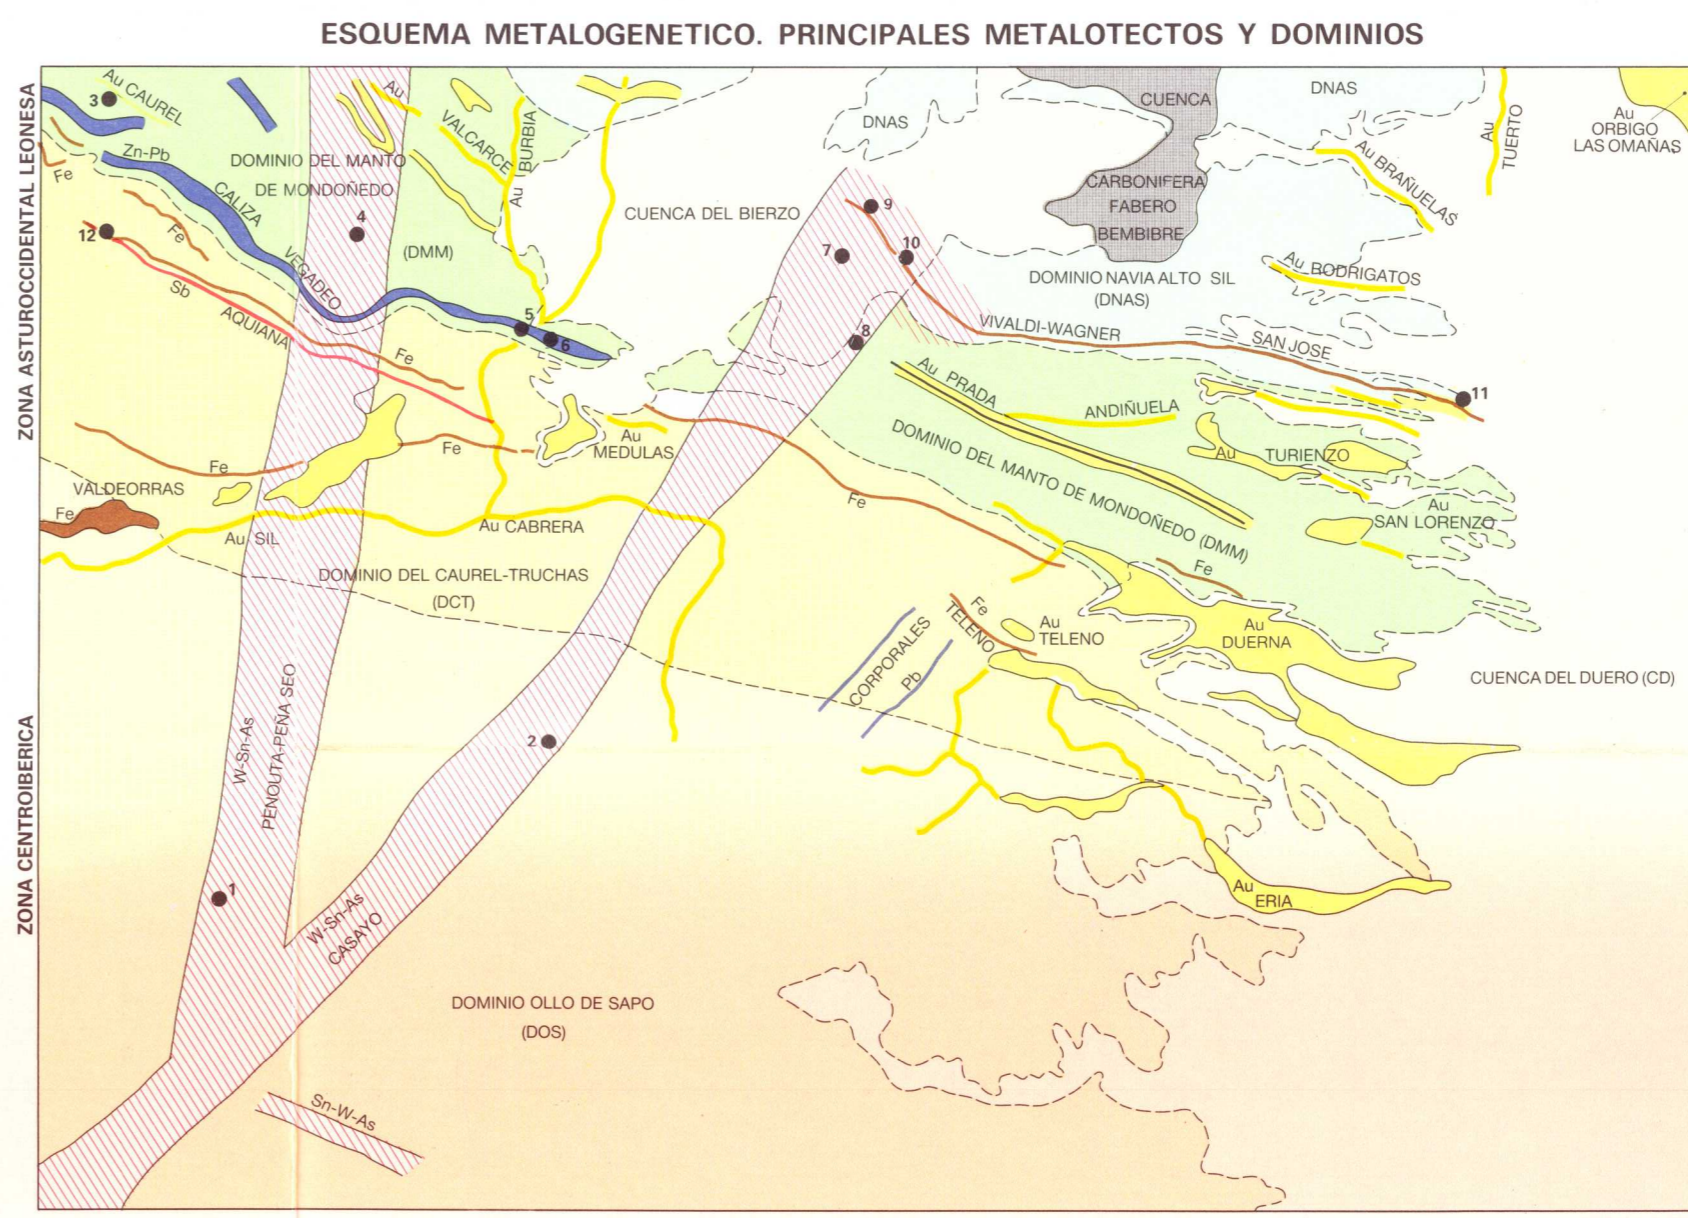 ESQUEMA METALOGENETICO. PRINCIPALES METALOTECTOS Y DOMINIOS
ZONA ASTUROCCIDENTAL LEONESA
ZONA CENTROIBERICA
Au CAUREL
3
Zn-Pb
CALIZA
VEGADEO
Fe
DOMINIO DEL MANTO
DE MONDOÑEDO
4
(DMM)
Au
VALCARCE
Au
BURBIA
CUENCA DEL BIERZO
DNAS
CUENCA
CARBONIFERA
FABERO
BEMBIBRE
DNAS
Au
TUERTO
Au
ORBIGO
LAS OMAÑAS
Au BRAÑUELAS
Au RODRIGATOS
DOMINIO NAVIA ALTO SIL
(DNAS)
12
Fe
Sb
AQUIANA
Fe
5
6
7
8
9
10
VIVALDI-WAGNER
SAN JOSE
11
Au PRADA
ANDIÑUELA
Au
TURIENZO
Au
SAN LORENZO
DOMINIO DEL MANTO DE MONDOÑEDO (DMM)
Au
MEDULAS
Fe
Fe
VALDEORRAS
Fe
Au SIL
Au CABRERA
Fe
Fe
DOMINIO DEL CAUREL-TRUCHAS
(DCT)
Fe
TELENO
Au
TELENO
Au
DUERNA
CORPORALES
Pb
CUENCA DEL DUERO (CD)
W-Sn-As
PENOUTA-PEÑA SEO
2
1
W-Sn-As
CASAYO
Au
ERIA
DOMINIO OLLO DE SAPO
(DOS)
Sn-W-As